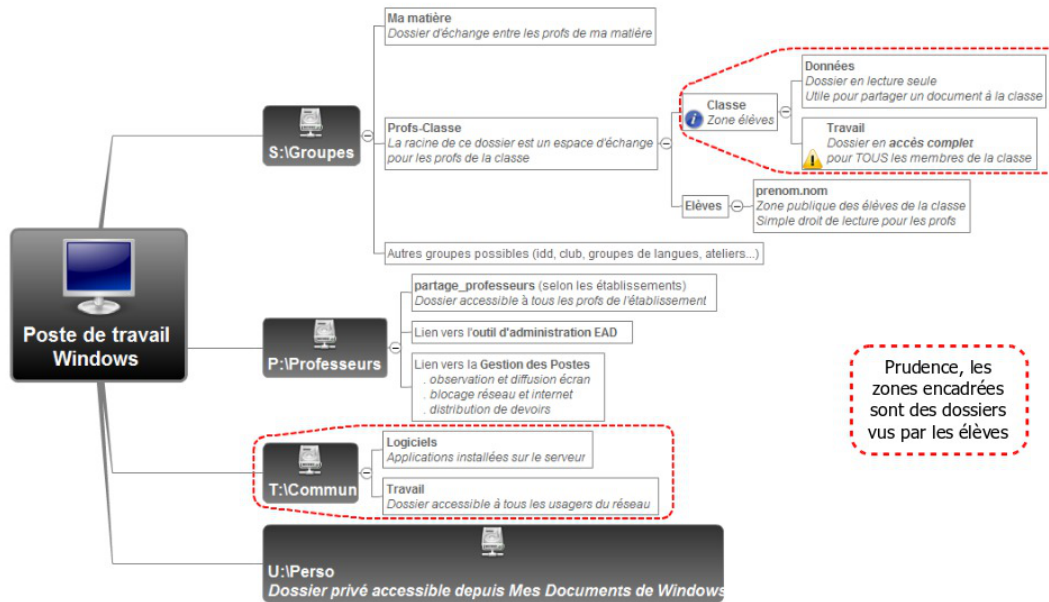 Poste de travail
Windows
S:\Groupes
Ma matière
Dossier d'échange entre les profs de ma matière
Profs-Classe
La racine de ce dossier est un espace d'échange
pour les profs de la classe
Classe
Zone élèves
Données
Dossier en lecture seule
Utile pour partager un document à la classe
Travail
Dossier en accès complet
pour TOUS les membres de la classe
Elèves
prenom.nom
Zone publique des élèves de la classe
Simple droit de lecture pour les profs
Autres groupes possibles (idd, club, groupes de langues, ateliers...)
P:\Professeurs
partage_professeurs (selon les établissements)
Dossier accessible à tous les profs de l'établissement
Lien vers l'outil d'administration EAD
Lien vers la Gestion des Postes
. observation et diffusion écran
. blocage réseau et internet
. distribution de devoirs
T:\Commun
Logiciels
Applications installées sur le serveur
Travail
Dossier accessible à tous les usagers du réseau
U:\Perso
Dossier privé accessible depuis Mes Documents de Windows
Prudence, les
zones encadrées
sont des dossiers
vus par les élèves